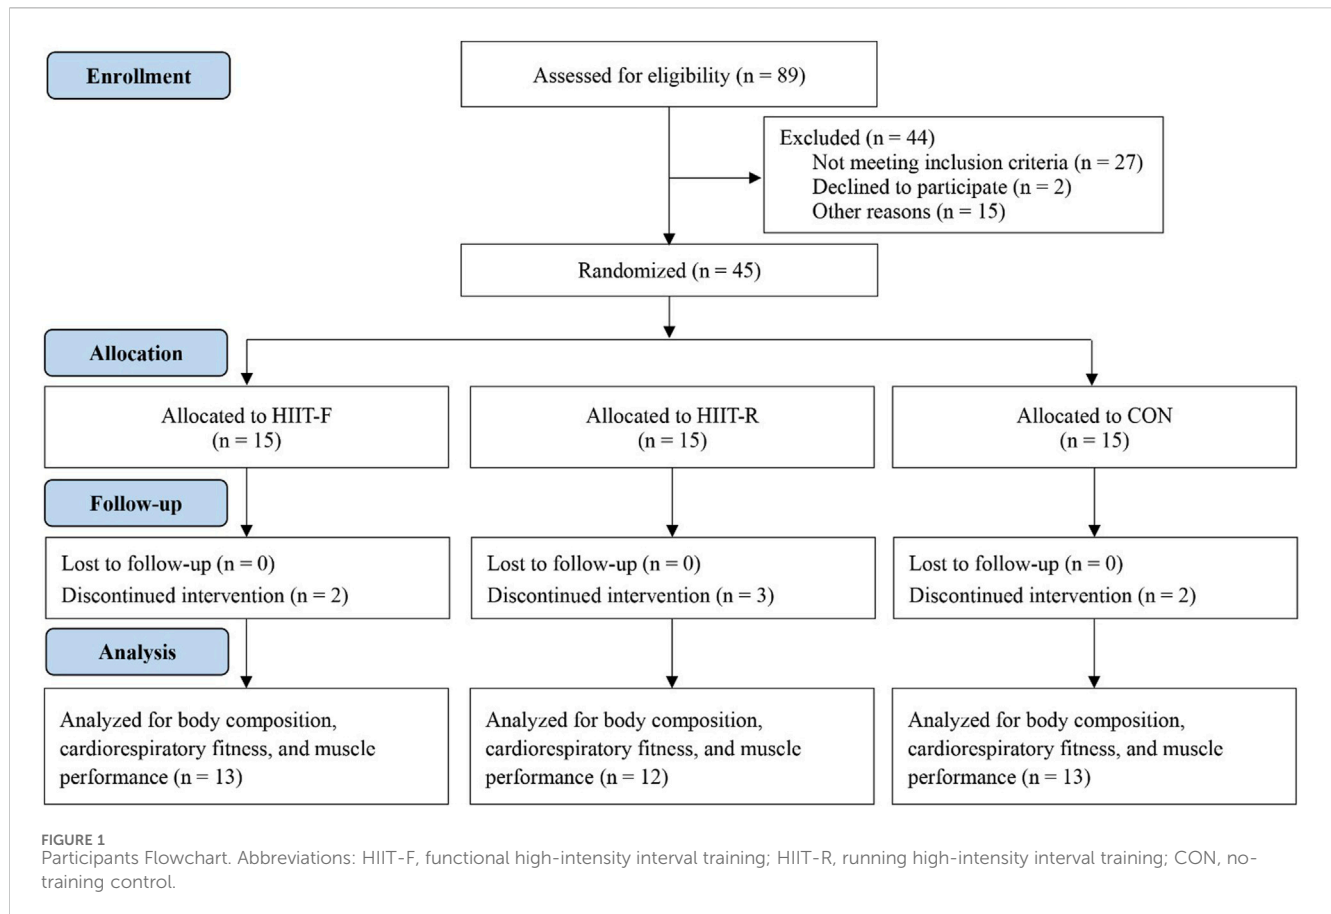 Enrollment
Assessed for eligibility (n = 89)
Excluded (n = 44)
Not meeting inclusion criteria (n = 27)
Declined to participate (n = 2)
Other reasons (n = 15)
Randomized (n = 45)
Allocation
Allocated to HIIT-F
(n = 15)
Allocated to HIIT-R
(n = 15)
Allocated to CON
(n = 15)
Follow-up
Lost to follow-up (n = 0)
Discontinued intervention (n = 2)
Lost to follow-up (n = 0)
Discontinued intervention (n = 3)
Lost to follow-up (n = 0)
Discontinued intervention (n = 2)
Analysis
Analyzed for body composition,
cardiorespiratory fitness, and muscle
performance (n = 13)
Analyzed for body composition,
cardiorespiratory fitness, and muscle
performance (n = 12)
Analyzed for body composition,
cardiorespiratory fitness, and muscle
performance (n = 13)
FIGURE 1
Participants Flowchart. Abbreviations: HIIT-F, functional high-intensity interval training; HIIT-R, running high-intensity interval training; CON, no-
training control.